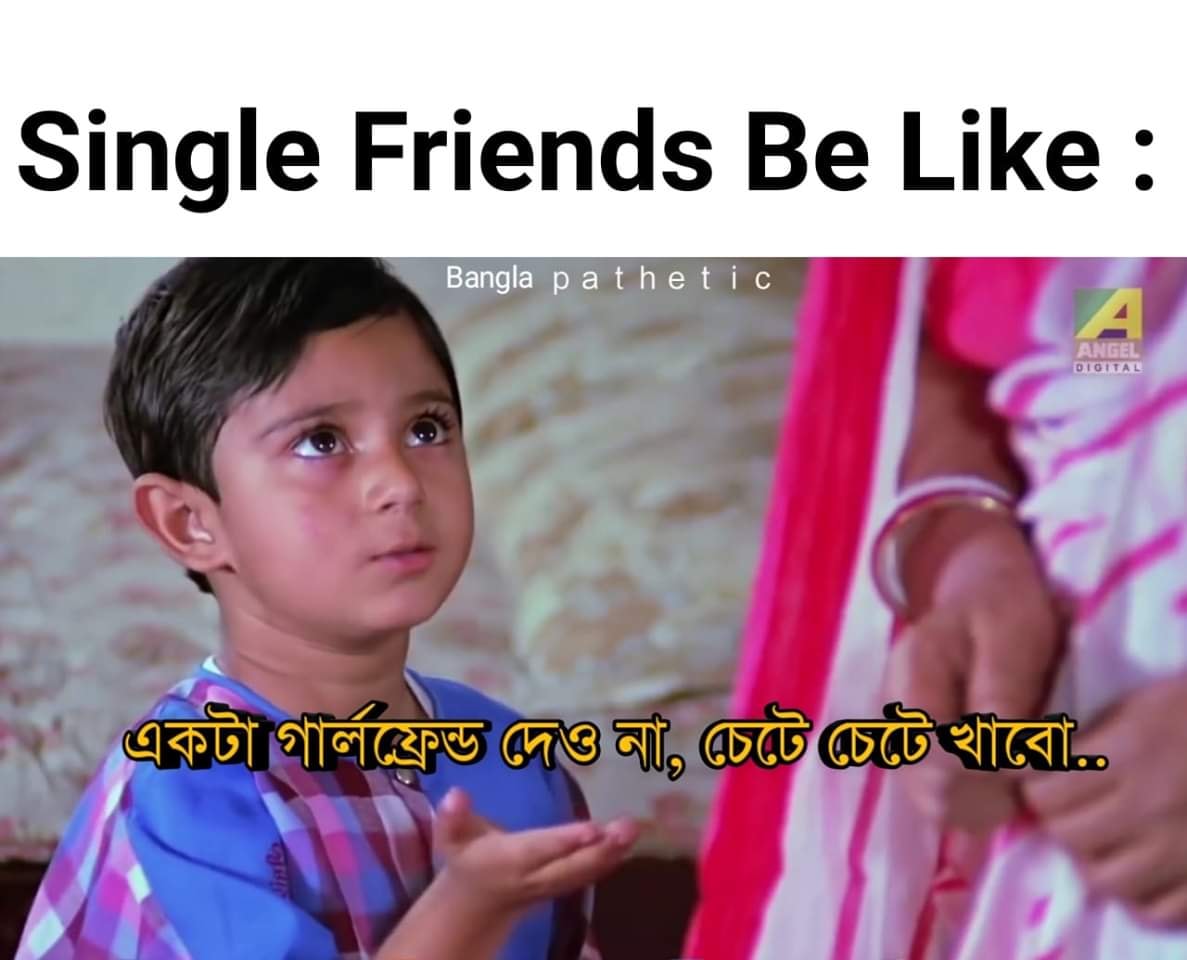 Single Friends Be Like :
Bangla pathetic
ANGEL
DIGITAL
একটা গার্লফ্রেন্ড দেও না, চেটে চেটে খাবো..